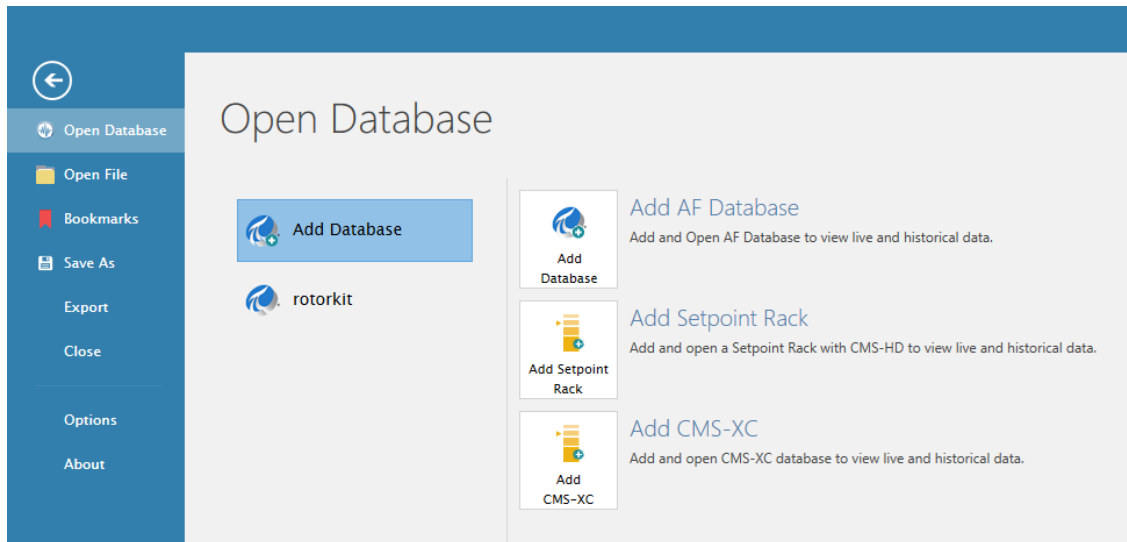 Open Database
Open File
Bookmarks
Save As
Export
Close
Options
About
Open Database
Add Database
rotorkit
Add
Database
Add AF Database
Add and Open AF Database to view live and historical data.
Add Setpoint
Rack
Add Setpoint Rack
Add and open a Setpoint Rack with CMS-HD to view live and historical data.
Add
CMS-XC
Add CMS-XC
Add and open CMS-XC database to view live and historical data.